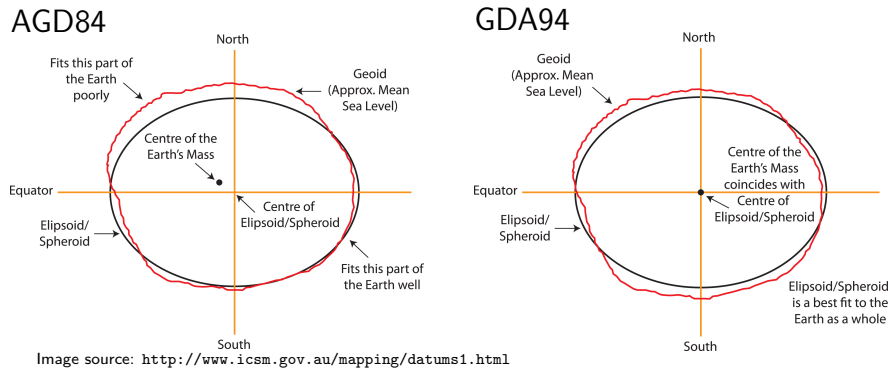 AGD84
North
Fits this part of
the Earth
poorly
Geoid
(Approx. Mean
Sea Level)
Centre of the
Earth's Mass
Equator
Centre of
Elipsoid/Spheroid
Elipsoid/
Spheroid
Fits this part of
the Earth well
South
GDA94
North
Geoid
(Approx. Mean
Sea Level)
Centre of the
Earth's Mass
coincides with
Centre of
Elipsoid/Spheroid
Equator
Elipsoid/
Spheroid
Elipsoid/Spheroid
is a best fit to the
Earth as a whole
South
Image source: http://www.icsm.gov.au/mapping/datums1.html